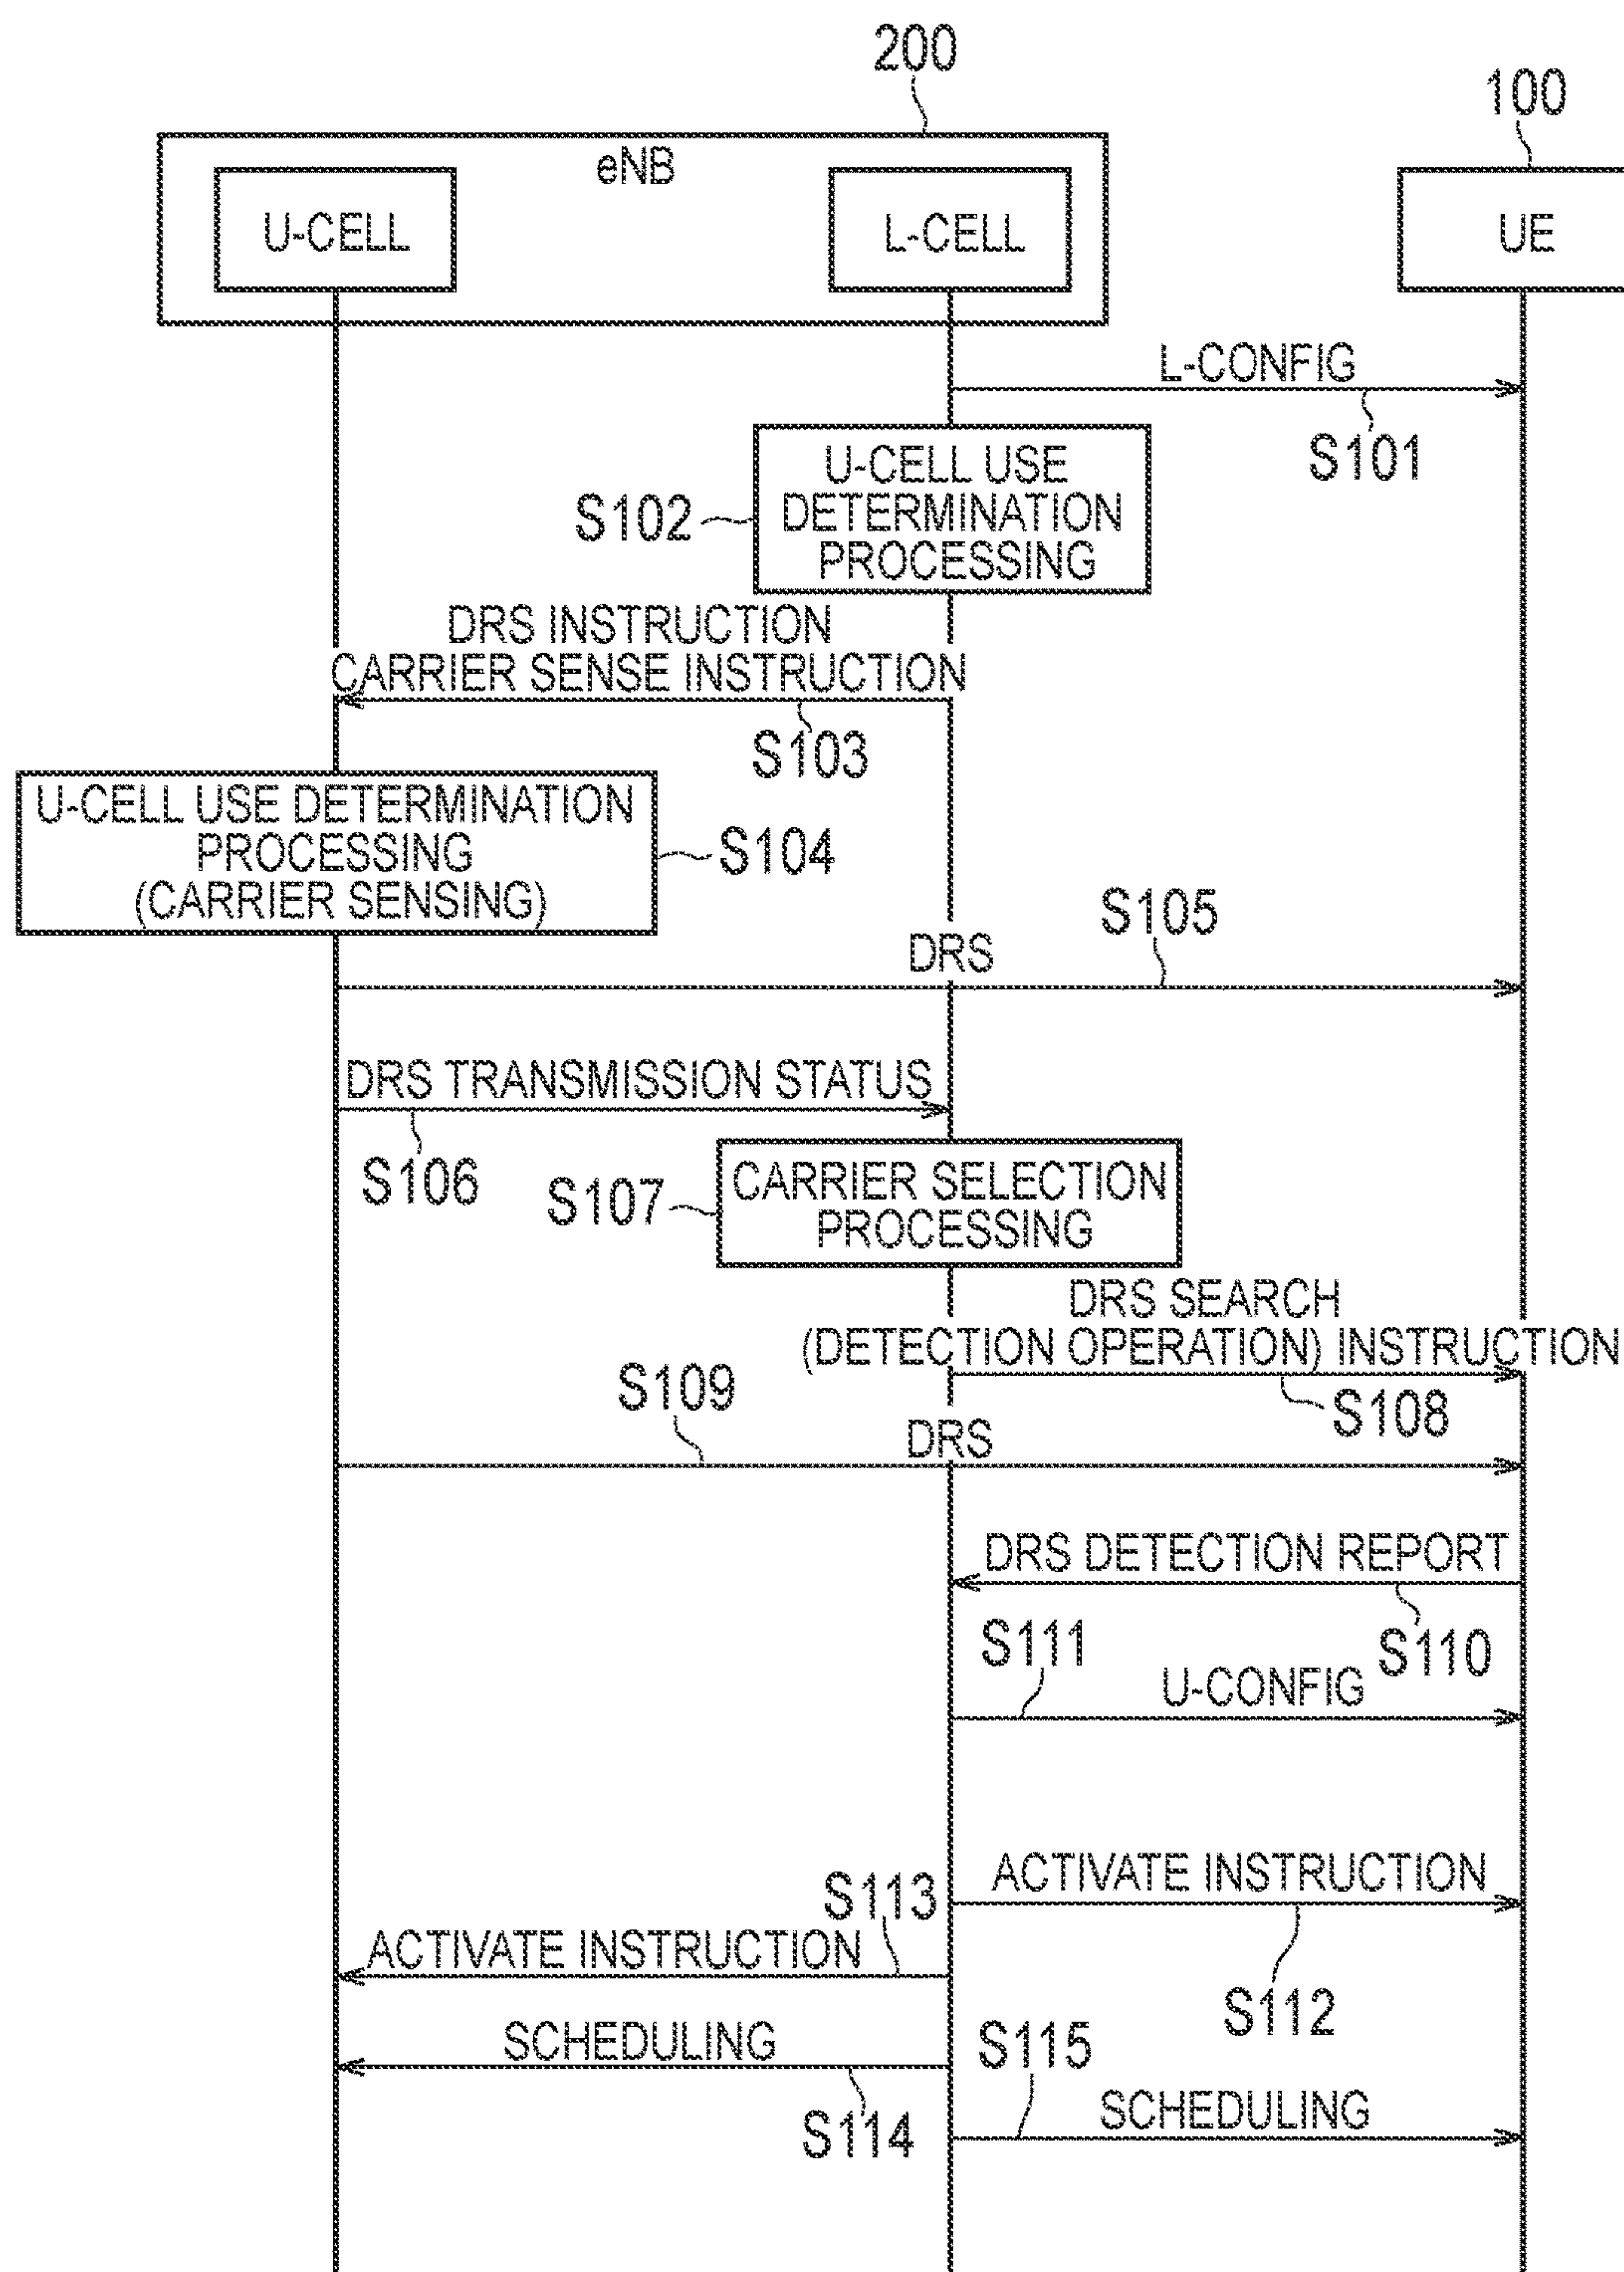 200
100
eNB
U-CELL
L-CELL
UE
L-CONFIG
S101
U-CELL USE
DETERMINATION
PROCESSING
S102
DRS INSTRUCTION
CARRIER SENSE INSTRUCTION
S103
U-CELL USE DETERMINATION
PROCESSING
(CARRIER SENSING)
S104
S105
DRS
DRS TRANSMISSION STATUS
S106
S107
CARRIER SELECTION
PROCESSING
DRS SEARCH
(DETECTION OPERATION) INSTRUCTION
S108
S109
DRS
DRS DETECTION REPORT
S110
S111
U-CONFIG
ACTIVATE INSTRUCTION
S112
S113
ACTIVATE INSTRUCTION
SCHEDULING
S114
S115
SCHEDULING